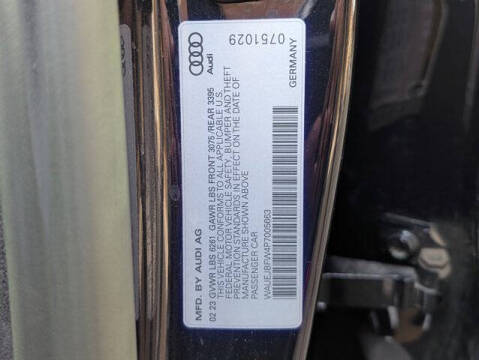 MFD. BY AUDI AG
02 23 GVWR LBS 6261 GAWR LBS FRONT 3075 /REAR 3395
THIS VEHICLE CONFORMS TO ALL APPLICABLE U.S.
FEDERAL MOTOR VEHICLE SAFETY, BUMPER AND THEFT
PREVENTION STANDARDS IN EFFECT ON THE DATE OF
MANUFACTURE SHOWN ABOVE
PASSENGER CAR
WAUEJBFW4P7005663
Audi
0751029
GERMANY